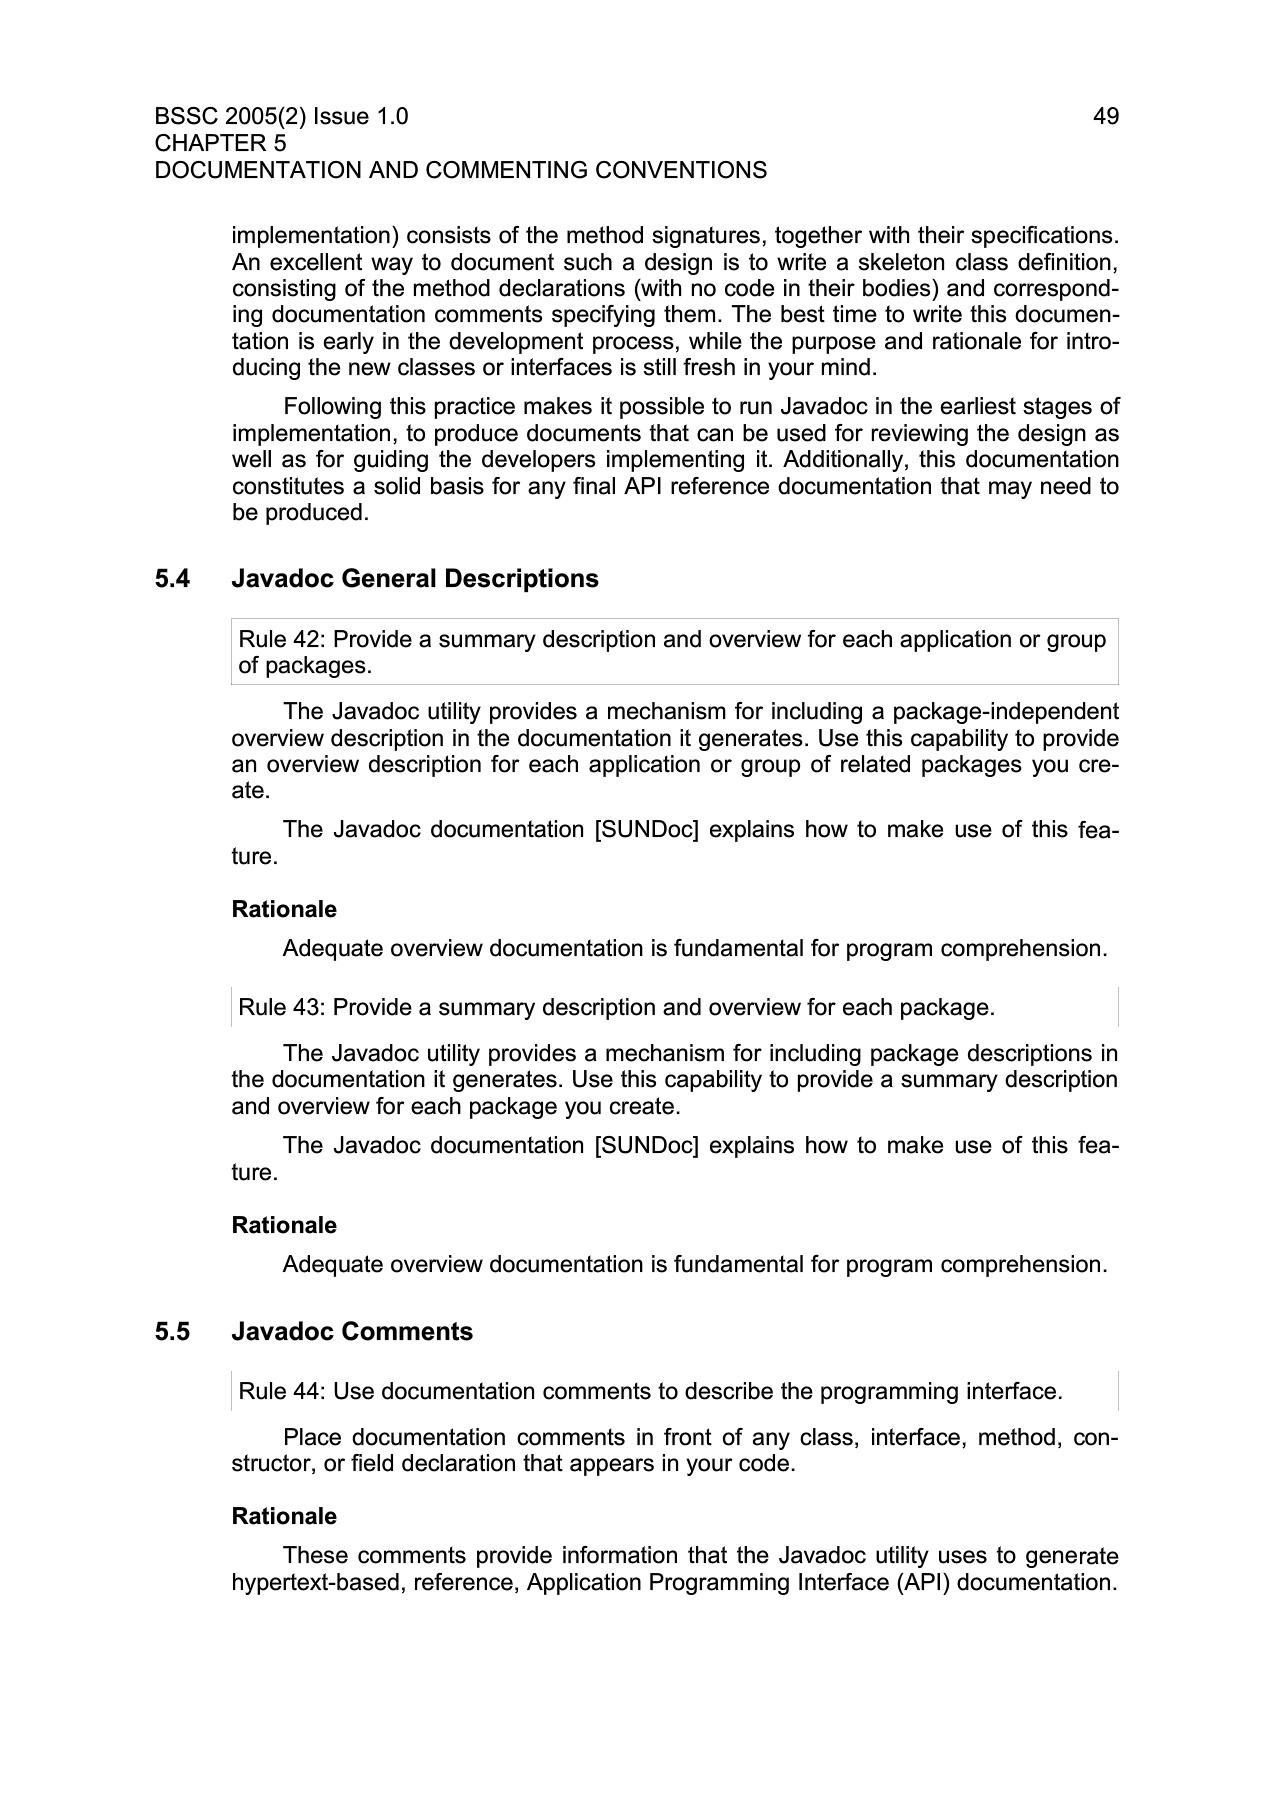 BSSC 2005(2) Issue 1.0 49
CHAPTER 5
DOCUMENTATION AND COMMENTING CONVENTIONS
implementation) consists of the method signatures, together with their specifications.
An excellent way to document such a design is to write a skeleton class definition,
consisting of the method declarations (with no code in their bodies) and correspond-
ing documentation comments specifying them. The best time to write this documen-
tation is early in the development process, while the purpose and rationale for intro-
ducing the new classes or interfaces is still fresh in your mind.
Following this practice makes it possible to run Javadoc in the earliest stages of
implementation, to produce documents that can be used for reviewing the design as
well as for guiding the developers implementing it. Additionally, this documentation
constitutes a solid basis for any final API reference documentation that may need to
be produced.
5.4 Javadoc General Descriptions
Rule 42: Provide a summary description and overview for each application or group
of packages.
The Javadoc utility provides a mechanism for including a package-independent
overview description in the documentation it generates. Use this capability to provide
an overview description for each application or group of related packages you cre-
ate.
The Javadoc documentation [SUNDoc] explains how to make use of this fea-
ture.
Rationale
Adequate overview documentation is fundamental for program comprehension.
Rule 43: Provide a summary description and overview for each package.
The Javadoc utility provides a mechanism for including package descriptions in
the documentation it generates. Use this capability to provide a summary description
and overview for each package you create.
The Javadoc documentation [SUNDoc] explains how to make use of this fea-
ture.
Rationale
Adequate overview documentation is fundamental for program comprehension.
5.5 Javadoc Comments
Rule 44: Use documentation comments to describe the programming interface.
Place documentation comments in front of any class, interface, method, con-
structor, or field declaration that appears in your code.
Rationale
These comments provide information that the Javadoc utility uses to generate
hypertext-based, reference, Application Programming Interface (API) documentation.